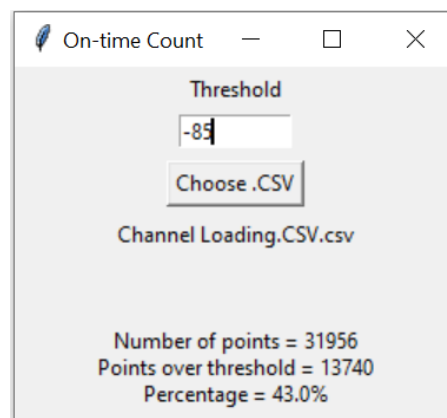 On-time Count
Threshold
-85
Choose .CSV
Channel Loading.CSV.csv
Number of points = 31956
Points over threshold = 13740
Percentage = 43.0%